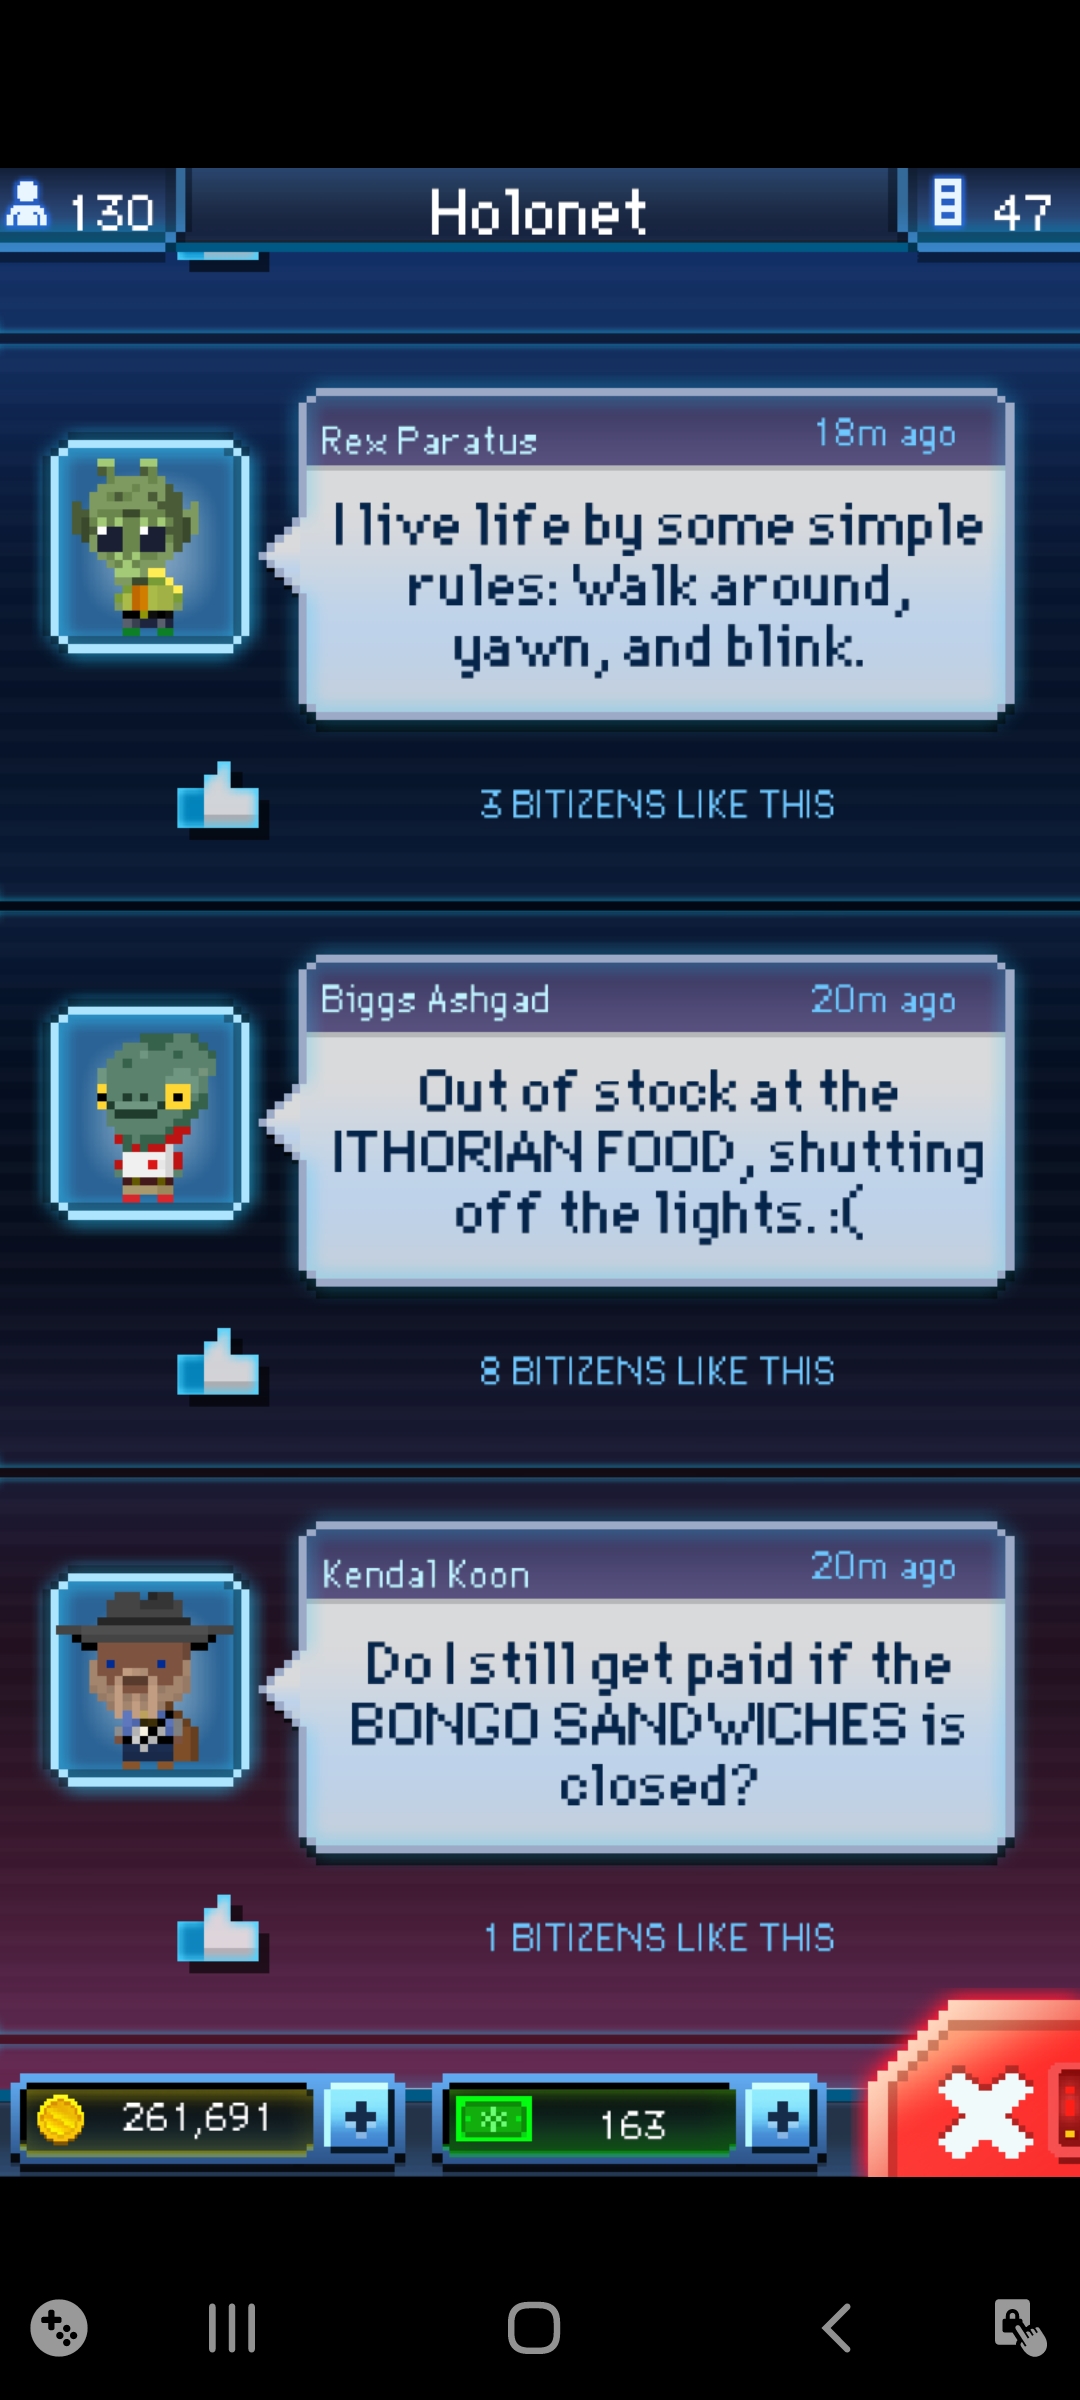 130
Holonet
47
Rex Paratus
18m ago
I live life by some simple
rules: Walk around,
yawn, and blink.
3 BITIZENS LIKE THIS
Biggs Ashgad
20m ago
Out of stock at the
ITHORIAN FOOD, shutting
off the lights. :(
8 BITIZENS LIKE THIS
Kendal Koon
20m ago
Do I still get paid if the
BONGO SANDWICHES is
closed?
1 BITIZENS LIKE THIS
261,691
163